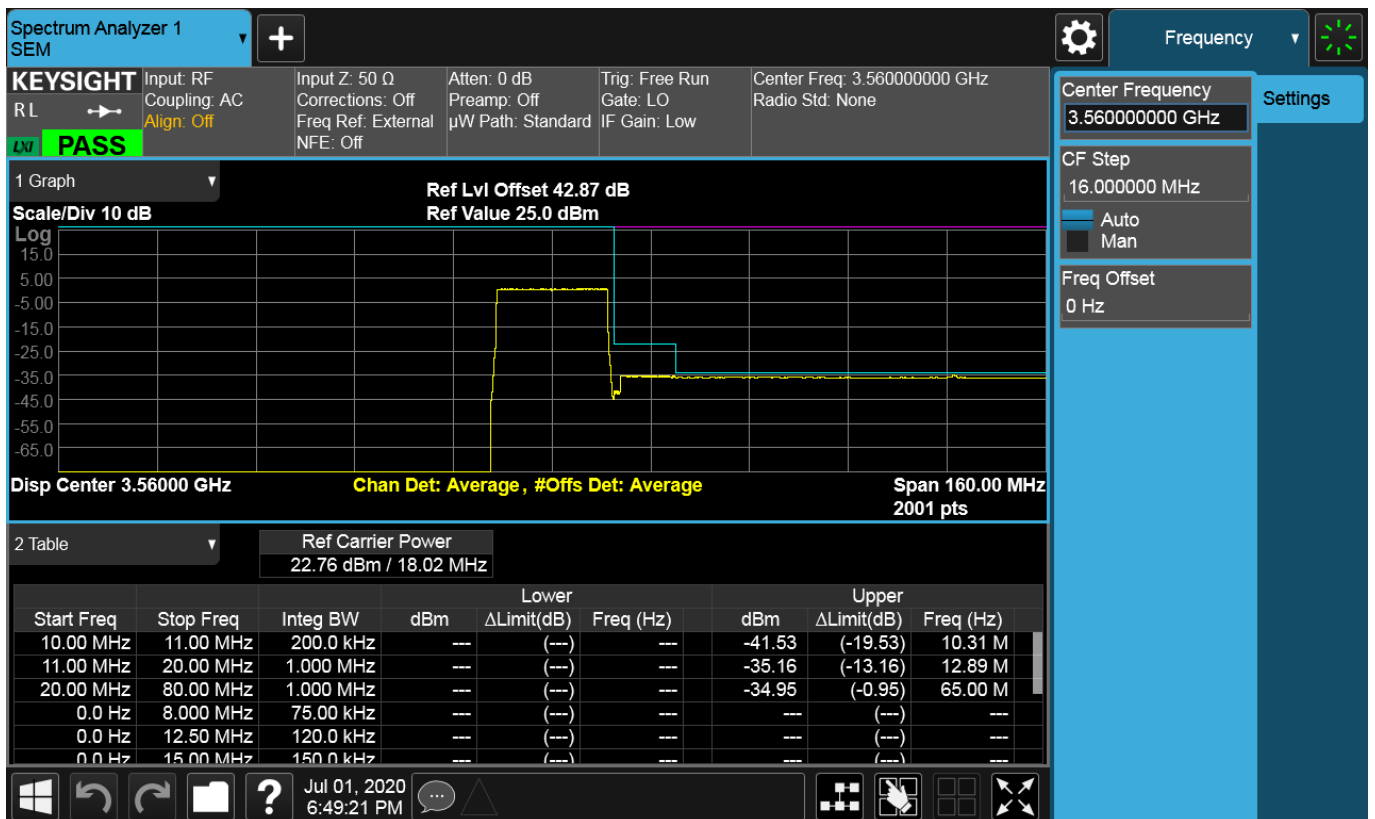 Spectrum Analyzer 1
SEM
Frequency
KEYSIGHT
R L
LXI PASS
Input: RF
Coupling: AC
Align: Off
Input Z: 50 Ω
Corrections: Off
Freq Ref: External
NFE: Off
Atten: 0 dB
Preamp: Off
µW Path: Standard
Trig: Free Run
Gate: LO
IF Gain: Low
Center Freq: 3.560000000 GHz
Radio Std: None
Center Frequency
3.560000000 GHz
Settings
CF Step
16.000000 MHz
Auto
Man
Freq Offset
0 Hz
1 Graph
Ref Lvl Offset 42.87 dB
Scale/Div 10 dB
Ref Value 25.0 dBm
Log
15.0
5.00
-5.00
-15.0
-25.0
-35.0
-45.0
-55.0
-65.0
Disp Center 3.56000 GHz
Chan Det: Average, #Offs Det: Average
Span 160.00 MHz
2001 pts
2 Table
Ref Carrier Power
22.76 dBm / 18.02 MHz
Lower Upper
Start Freq Stop Freq Integ BW dBm ΔLimit(dB) Freq (Hz) dBm ΔLimit(dB) Freq (Hz)
10.00 MHz 11.00 MHz 200.0 kHz --- (---) --- -41.53 (-19.53) 10.31 M
11.00 MHz 20.00 MHz 1.000 MHz --- (---) --- -35.16 (-13.16) 12.89 M
20.00 MHz 80.00 MHz 1.000 MHz --- (---) --- -34.95 (-0.95) 65.00 M
0.0 Hz 8.000 MHz 75.00 kHz --- (---) --- --- (---) ---
0.0 Hz 12.50 MHz 120.0 kHz --- (---) --- --- (---) ---
0.0 Hz 15.00 MHz 150.0 kHz --- (---) --- --- (---) ---
?
Jul 01, 2020
6:49:21 PM